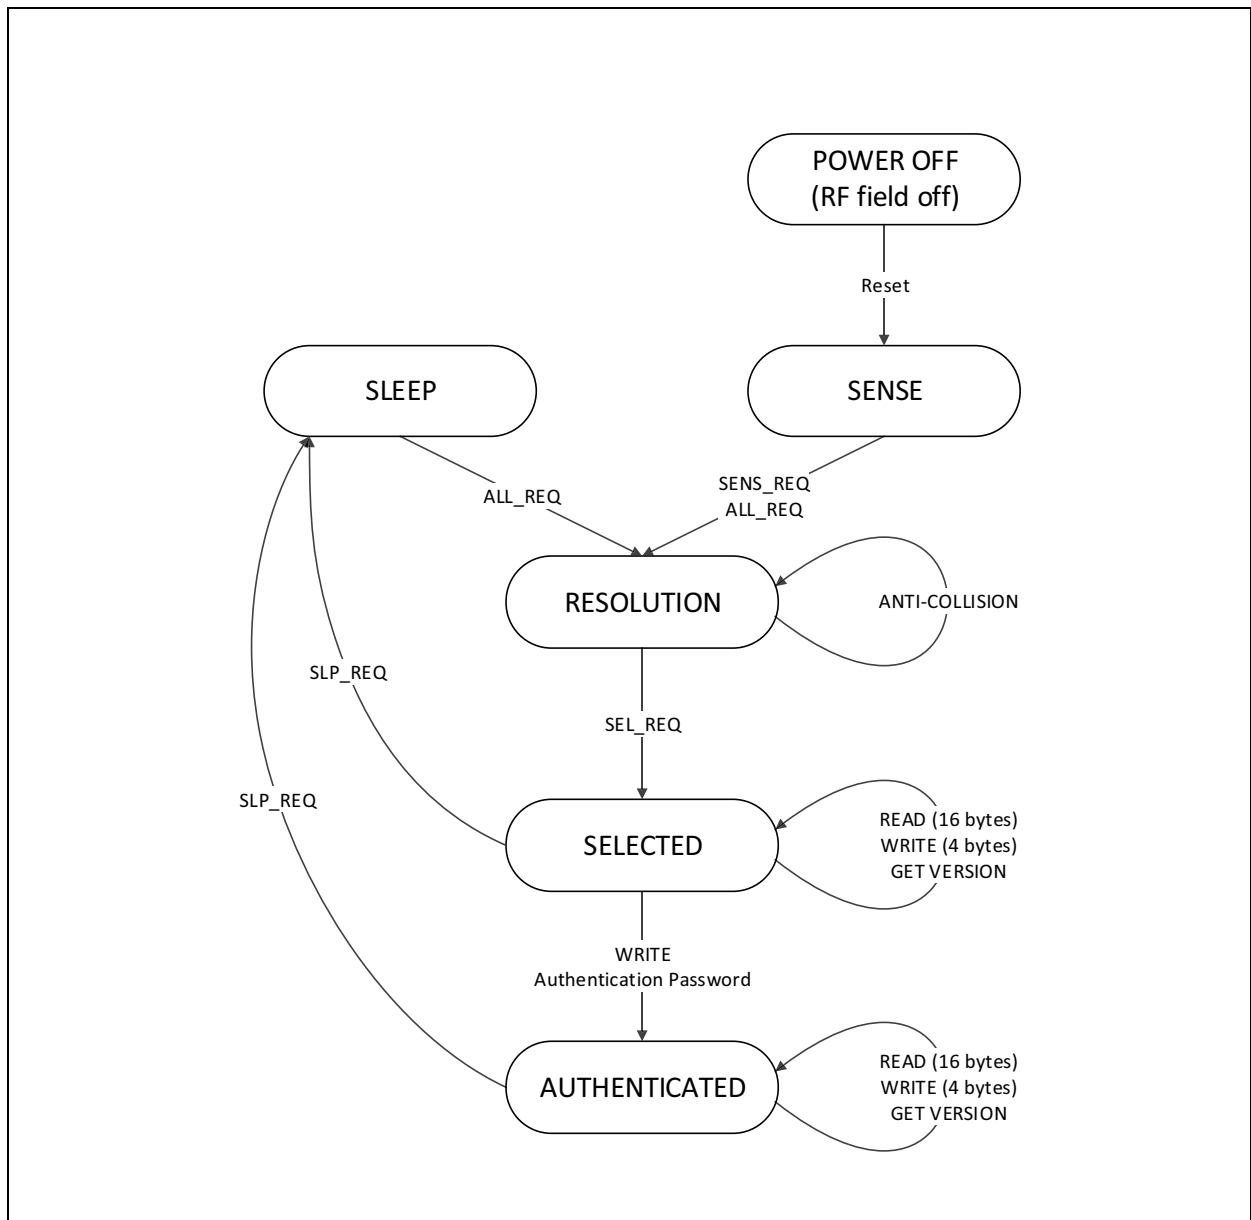 POWER OFF
(RF field off)
Reset
SLEEP
SENSE
ALL_REQ
SENS_REQ
ALL_REQ
RESOLUTION
ANTI-COLLISION
SLP_REQ
SEL_REQ
SLP_REQ
SELECTED
READ (16 bytes)
WRITE (4 bytes)
GET VERSION
WRITE
Authentication Password
AUTHENTICATED
READ (16 bytes)
WRITE (4 bytes)
GET VERSION